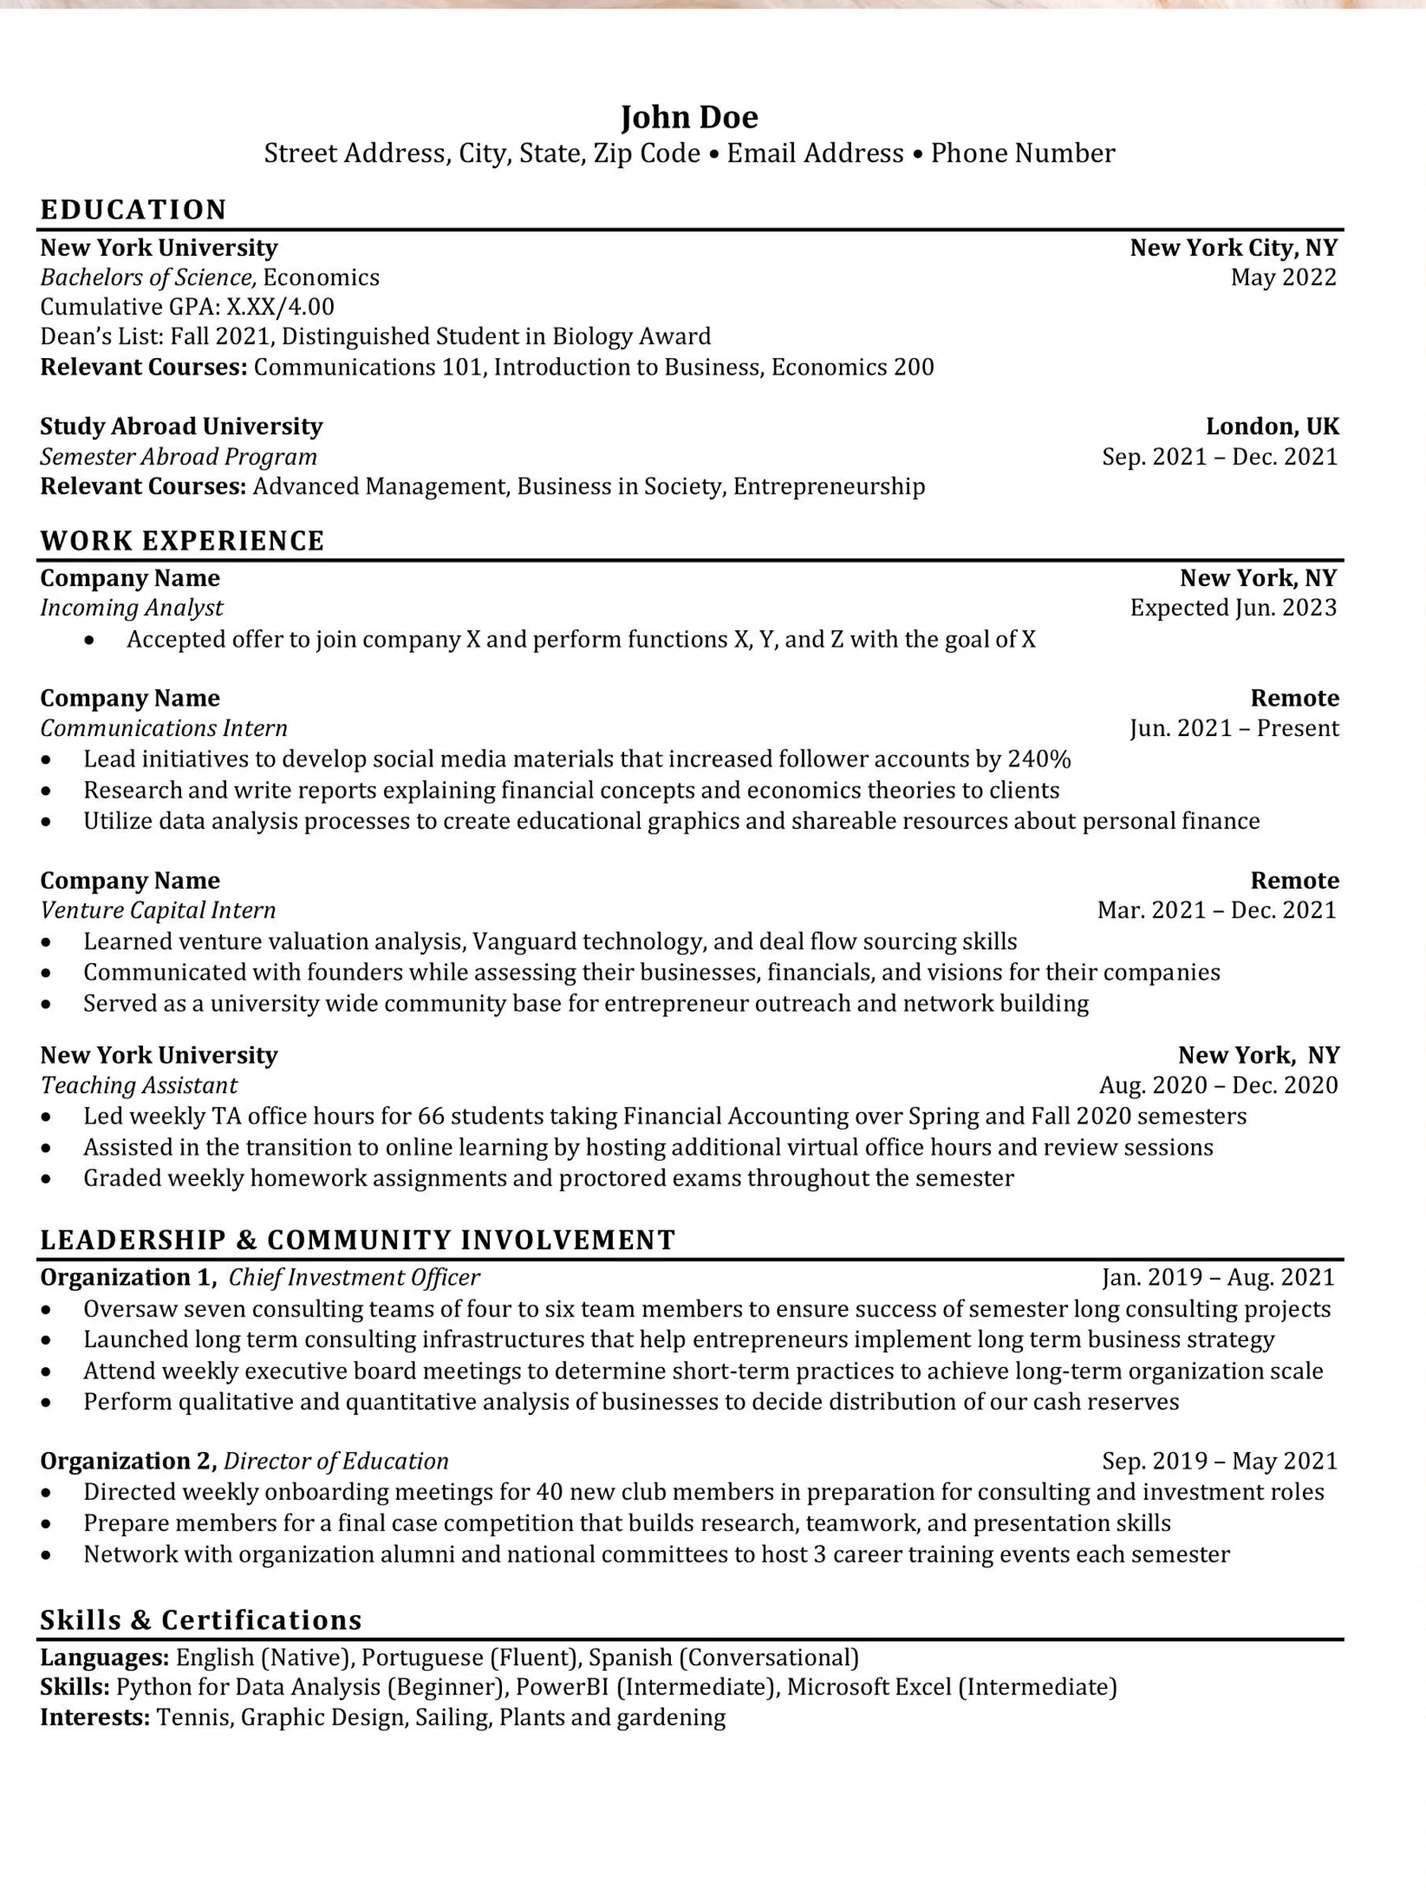 John Doe
Street Address, City, State, Zip Code • Email Address • Phone Number
EDUCATION
New York University New York City, NY
Bachelors of Science, Economics May 2022
Cumulative GPA: X.XX/4.00
Dean’s List: Fall 2021, Distinguished Student in Biology Award
Relevant Courses: Communications 101, Introduction to Business, Economics 200
Study Abroad University London, UK
Semester Abroad Program Sep. 2021 – Dec. 2021
Relevant Courses: Advanced Management, Business in Society, Entrepreneurship
WORK EXPERIENCE
Company Name New York, NY
Incoming Analyst Expected Jun. 2023
• Accepted offer to join company X and perform functions X, Y, and Z with the goal of X
Company Name Remote
Communications Intern Jun. 2021 – Present
• Lead initiatives to develop social media materials that increased follower accounts by 240%
• Research and write reports explaining financial concepts and economics theories to clients
• Utilize data analysis processes to create educational graphics and shareable resources about personal finance
Company Name Remote
Venture Capital Intern Mar. 2021 – Dec. 2021
• Learned venture valuation analysis, Vanguard technology, and deal flow sourcing skills
• Communicated with founders while assessing their businesses, financials, and visions for their companies
• Served as a university wide community base for entrepreneur outreach and network building
New York University New York, NY
Teaching Assistant Aug. 2020 – Dec. 2020
• Led weekly TA office hours for 66 students taking Financial Accounting over Spring and Fall 2020 semesters
• Assisted in the transition to online learning by hosting additional virtual office hours and review sessions
• Graded weekly homework assignments and proctored exams throughout the semester
LEADERSHIP & COMMUNITY INVOLVEMENT
Organization 1, Chief Investment Officer Jan. 2019 – Aug. 2021
• Oversaw seven consulting teams of four to six team members to ensure success of semester long consulting projects
• Launched long term consulting infrastructures that help entrepreneurs implement long term business strategy
• Attend weekly executive board meetings to determine short-term practices to achieve long-term organization scale
• Perform qualitative and quantitative analysis of businesses to decide distribution of our cash reserves
Organization 2, Director of Education Sep. 2019 – May 2021
• Directed weekly onboarding meetings for 40 new club members in preparation for consulting and investment roles
• Prepare members for a final case competition that builds research, teamwork, and presentation skills
• Network with organization alumni and national committees to host 3 career training events each semester
Skills & Certifications
Languages: English (Native), Portuguese (Fluent), Spanish (Conversational)
Skills: Python for Data Analysis (Beginner), PowerBI (Intermediate), Microsoft Excel (Intermediate)
Interests: Tennis, Graphic Design, Sailing, Plants and gardening